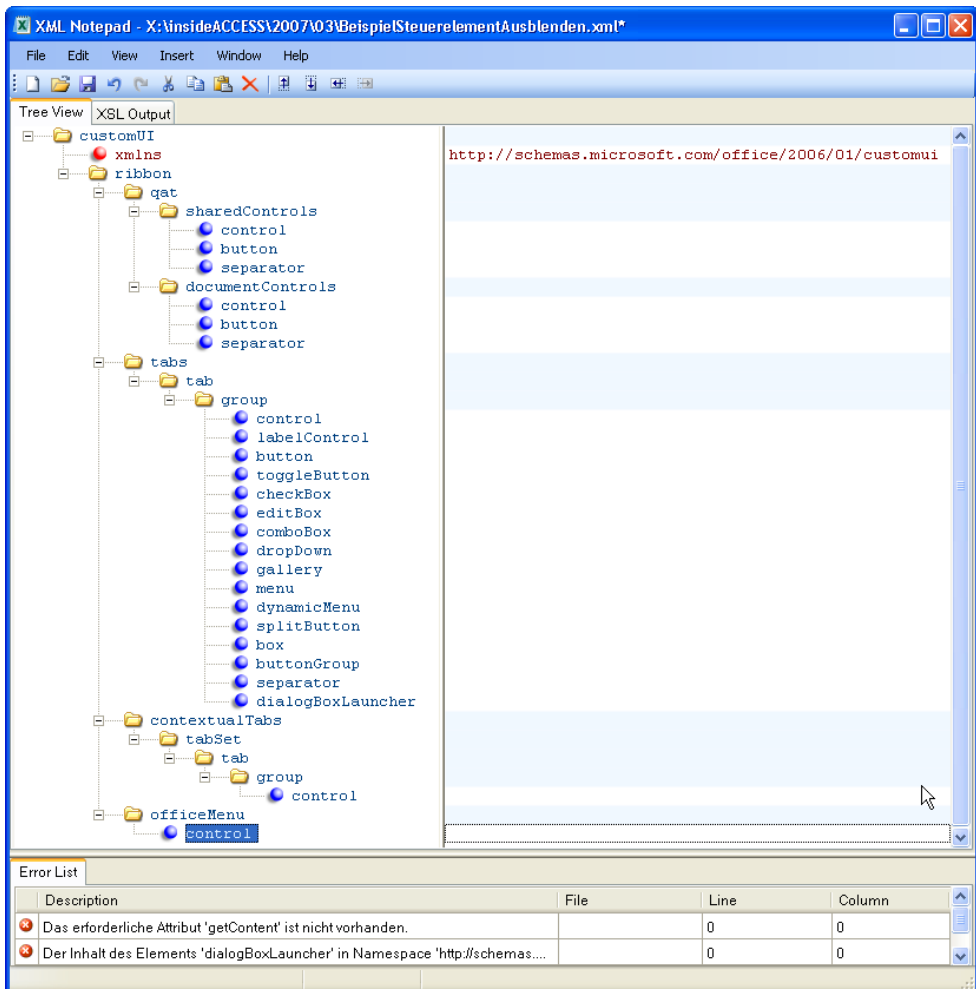 XML Notepad - X:\insideACCESS\2007\03\BeispielSteuerelementAusblenden.xml*
File Edit View Insert Window Help
Tree View XSL Output
customUI
xmlns http://schemas.microsoft.com/office/2006/01/customui
ribbon
qat
sharedControls
control
button
separator
documentControls
control
button
separator
tabs
tab
group
control
labelControl
button
toggleButton
checkBox
editBox
comboBox
dropDown
gallery
menu
dynamicMenu
splitButton
box
buttonGroup
separator
dialogBoxLauncher
contextualTabs
tabSet
tab
group
control
officeMenu
control
Error List
Description File Line Column
Das erforderliche Attribut 'getContent' ist nicht vorhanden. 0 0
Der Inhalt des Elements 'dialogBoxLauncher' in Namespace 'http://schemas.... 0 0